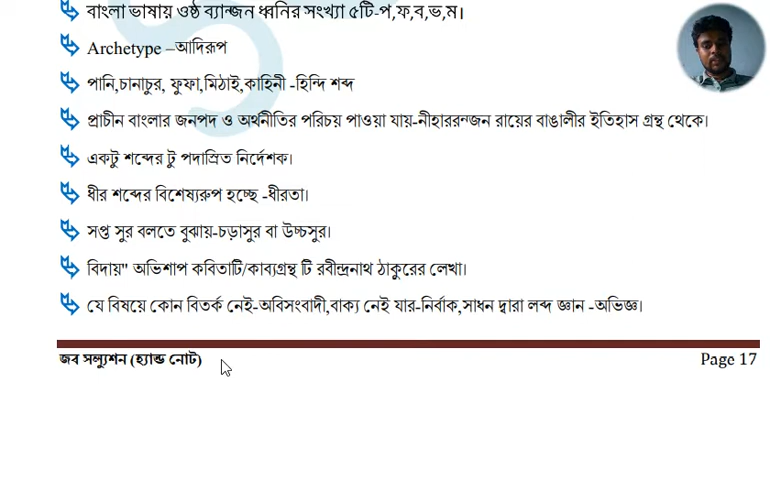 বাংলা ভাষায় ওষ্ঠ ব্যান্জন ধ্বনির সংখ্যা ৫টি-প,ফ,ব,ভ,ম।
Archetype –আদিরূপ
পানি,চানাচুর, ফুফা,মিঠাই,কাহিনী -হিন্দি শব্দ
প্রাচীন বাংলার জনপদ ও অর্থনীতির পরিচয় পাওয়া যায়-নীহাররন্জন রায়ের বাঙালীর ইতিহাস গ্রন্থ থেকে।
একটু শব্দের টু পদাস্রিত নির্দেশক।
ধীর শব্দের বিশেষ্যরুপ হচ্ছে -ধীরতা।
সপ্ত সুর বলতে বুঝায়-চড়াসুর বা উচ্চসুর।
বিদায়" অভিশাপ কবিতাটি/কাব্যগ্রন্থ টি রবীন্দ্রনাথ ঠাকুরের লেখা।
যে বিষয়ে কোন বিতর্ক নেই-অবিসংবাদী,বাক্য নেই যার-নির্বাক,সাধন দ্বারা লব্দ জ্ঞান -অভিজ্ঞ।
জব সল্যুশন (হ্যান্ড নোট) Page 17